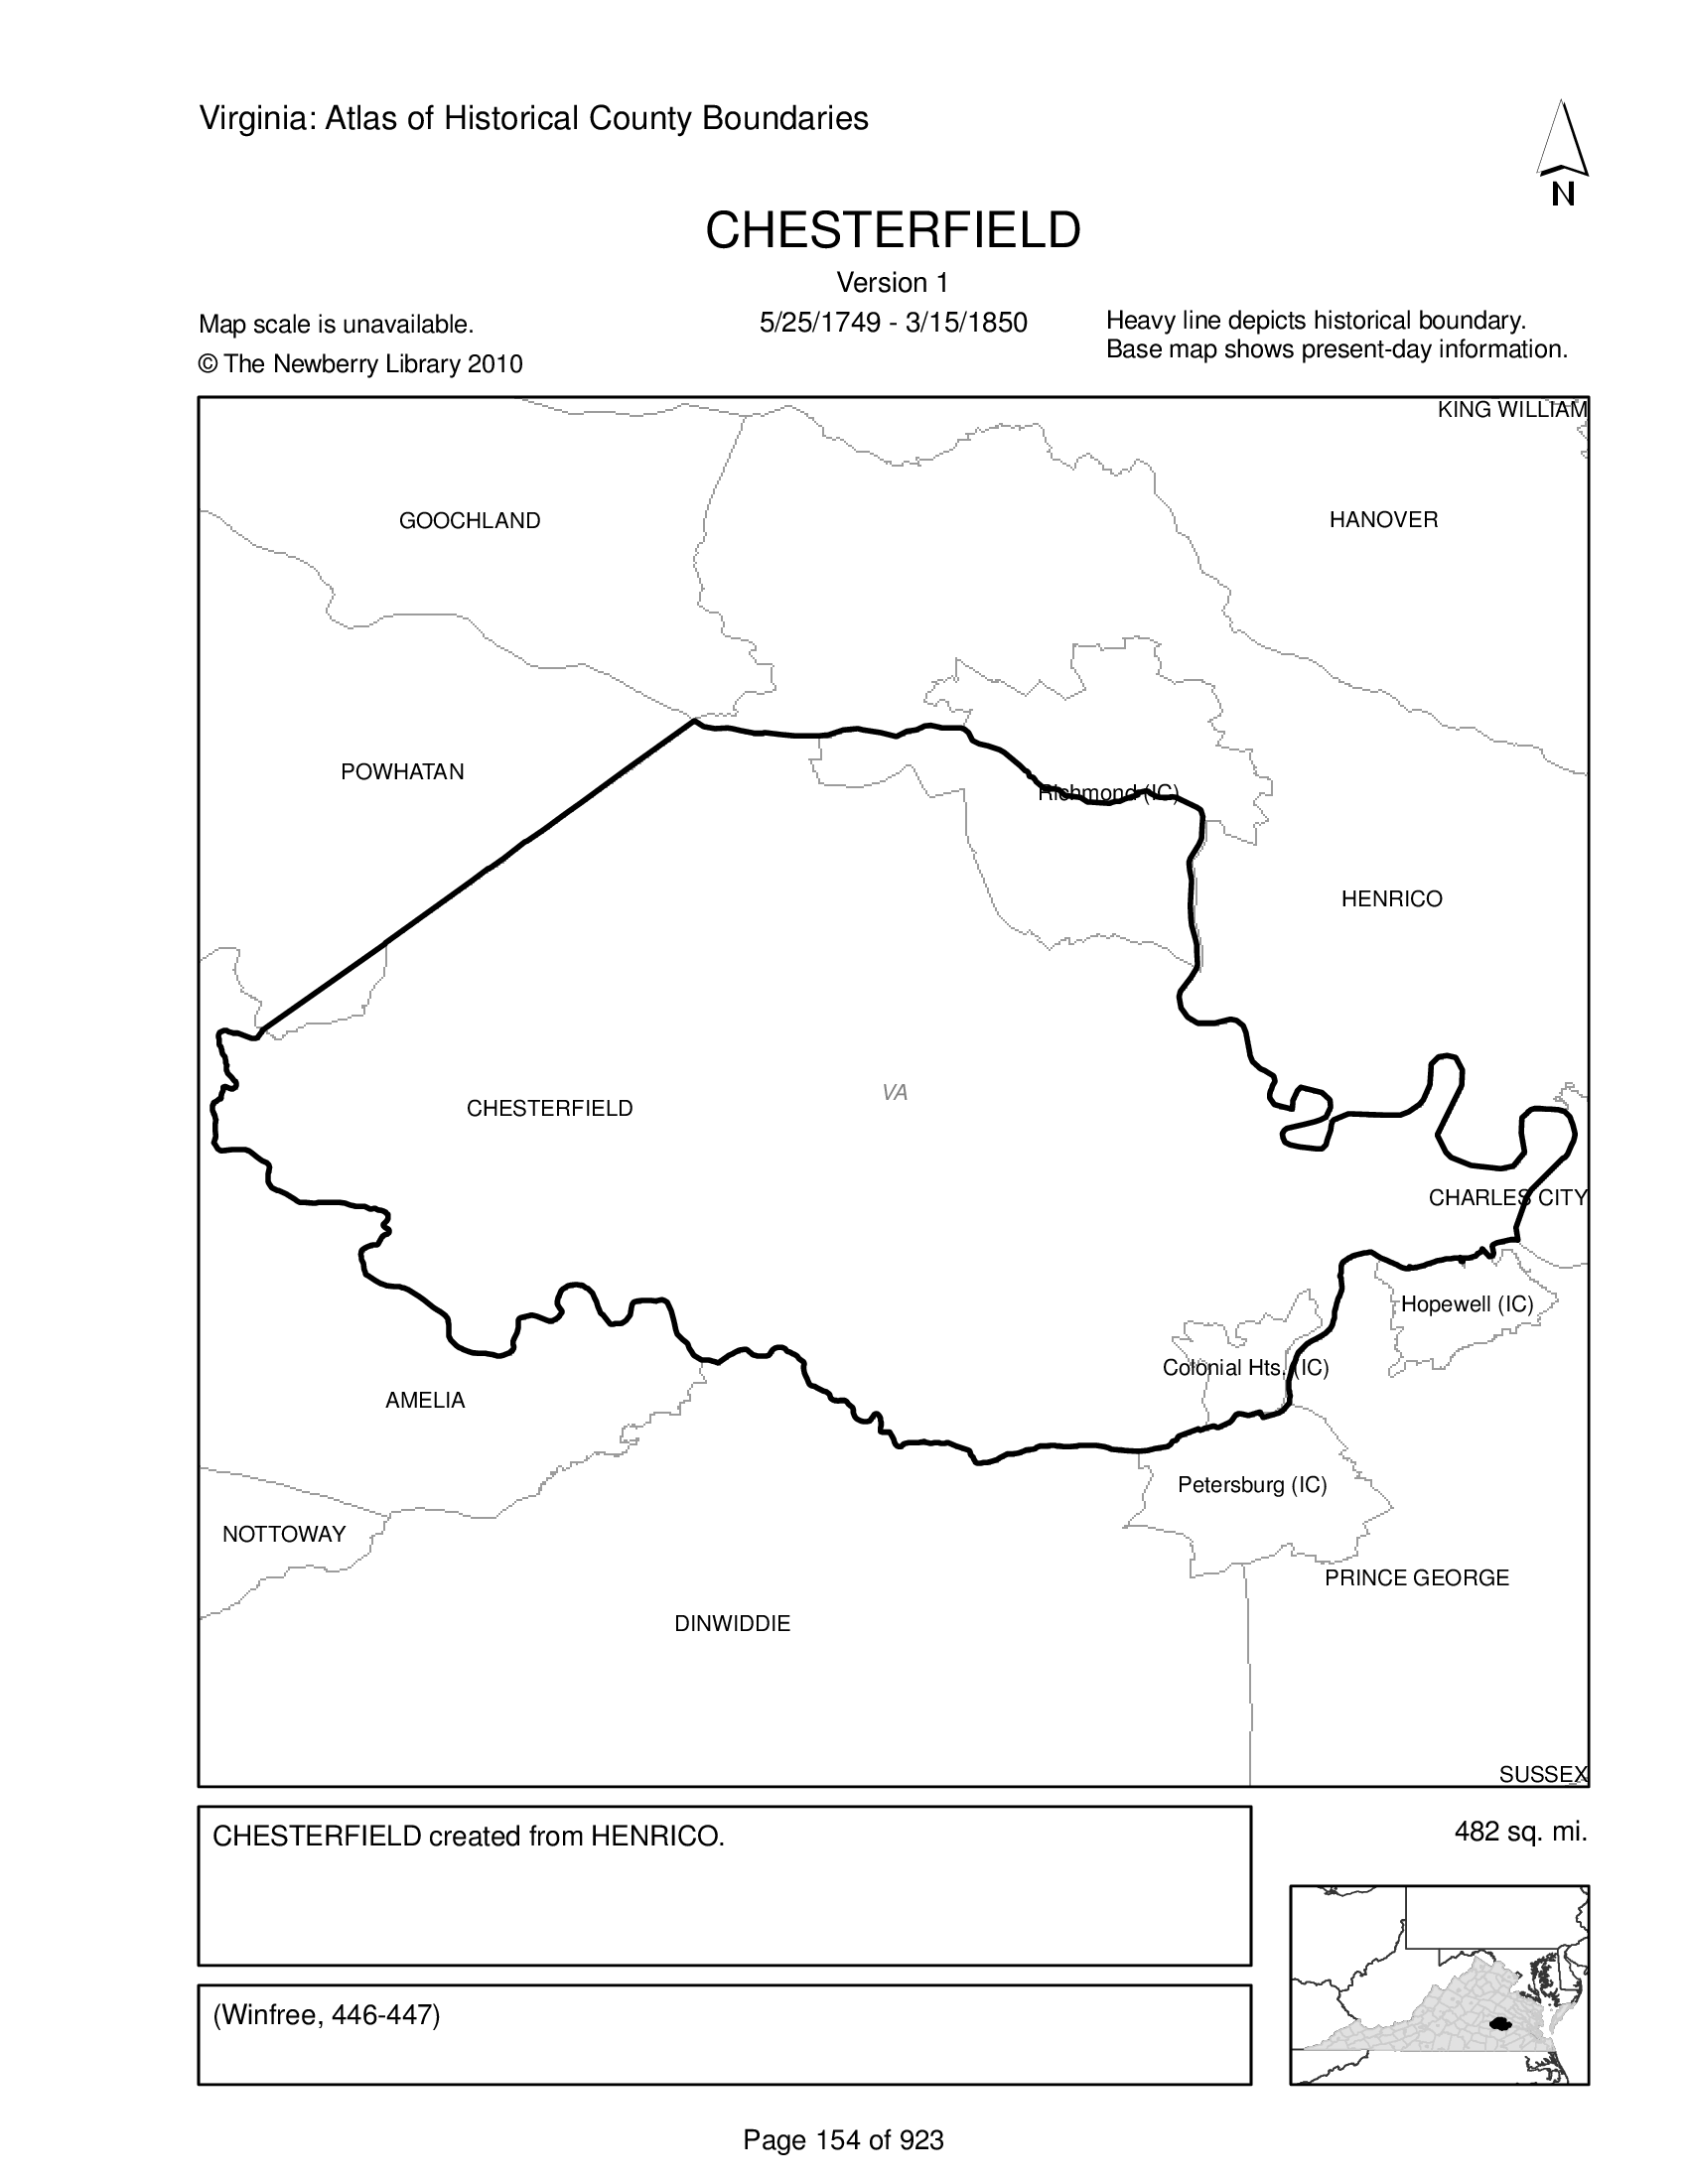 Virginia: Atlas of Historical County Boundaries
N
CHESTERFIELD
Version 1
Map scale is unavailable.
5/25/1749 - 3/15/1850
Heavy line depicts historical boundary.
Base map shows present-day information.
© The Newberry Library 2010
KING WILLIAM
GOOCHLAND
HANOVER
POWHATAN
Richmond (IC)
HENRICO
VA
CHESTERFIELD
CHARLES CITY
Hopewell (IC)
Colonial Hts. (IC)
AMELIA
Petersburg (IC)
NOTTOWAY
PRINCE GEORGE
DINWIDDIE
SUSSEX
CHESTERFIELD created from HENRICO.
482 sq. mi.
(Winfree, 446-447)
Page 154 of 923